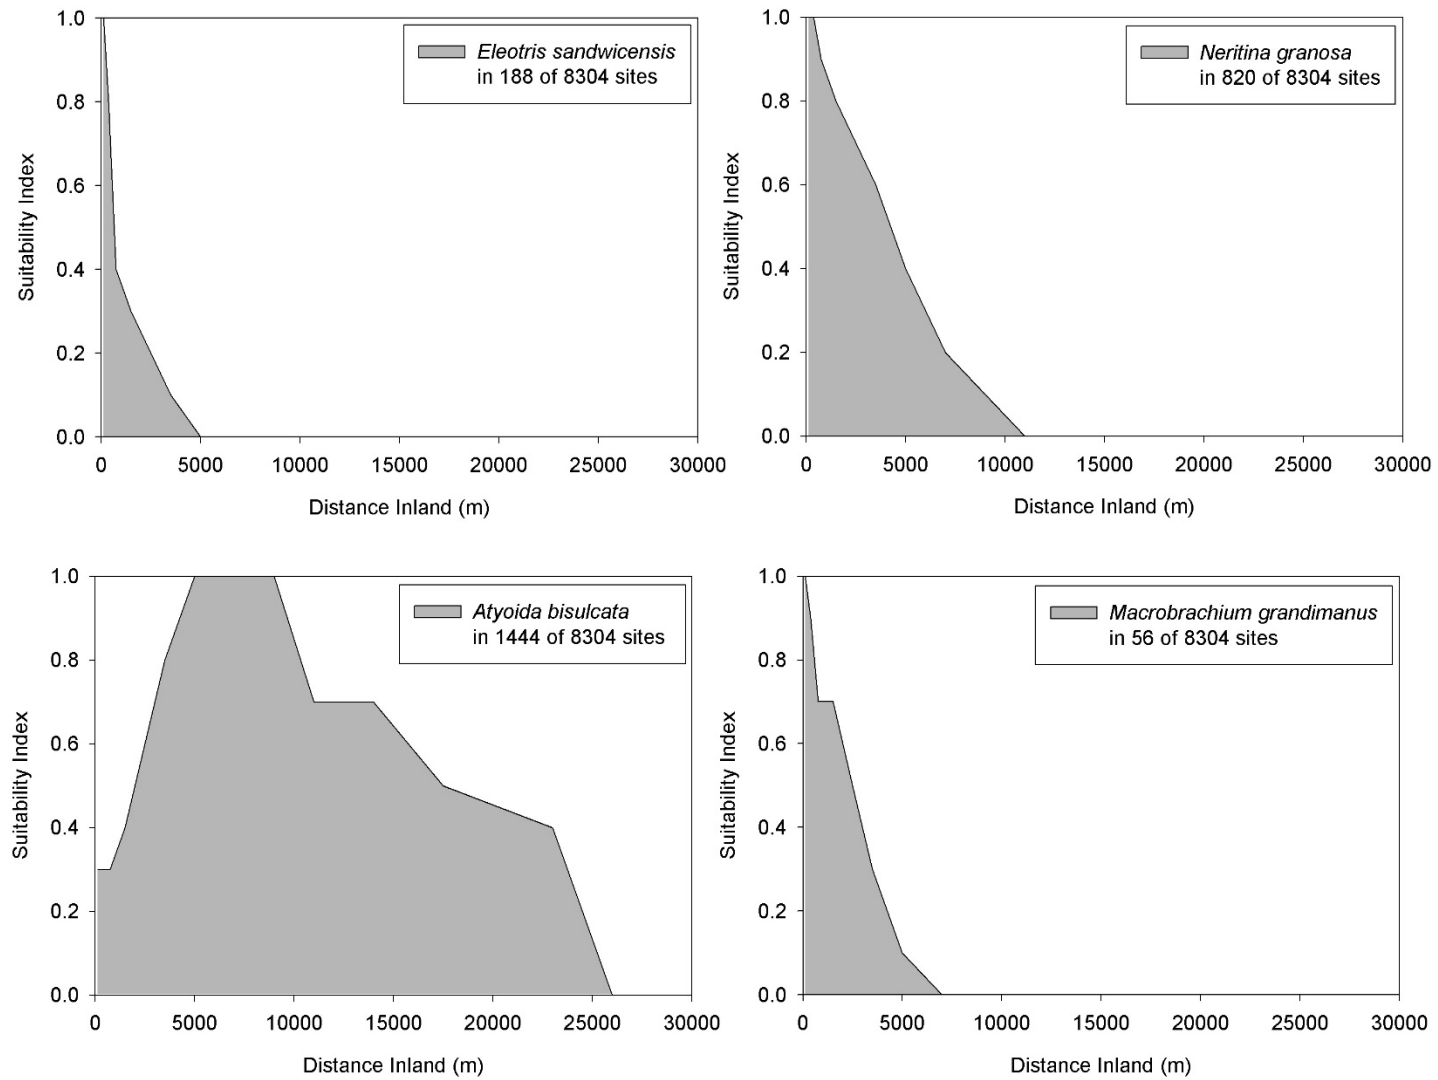 1.0
0.8
0.6
0.4
0.2
0.0
Suitability Index
Eleotris sandwicensis
in 188 of 8304 sites
0 5000 10000 15000 20000 25000 30000
Distance Inland (m)
1.0
0.8
0.6
0.4
0.2
0.0
Suitability Index
Neritina granosa
in 820 of 8304 sites
0 5000 10000 15000 20000 25000 30000
Distance Inland (m)
1.0
0.8
0.6
0.4
0.2
0.0
Suitability Index
Atyoida bisulcata
in 1444 of 8304 sites
0 5000 10000 15000 20000 25000 30000
Distance Inland (m)
1.0
0.8
0.6
0.4
0.2
0.0
Suitability Index
Macrobrachium grandimanus
in 56 of 8304 sites
0 5000 10000 15000 20000 25000 30000
Distance Inland (m)